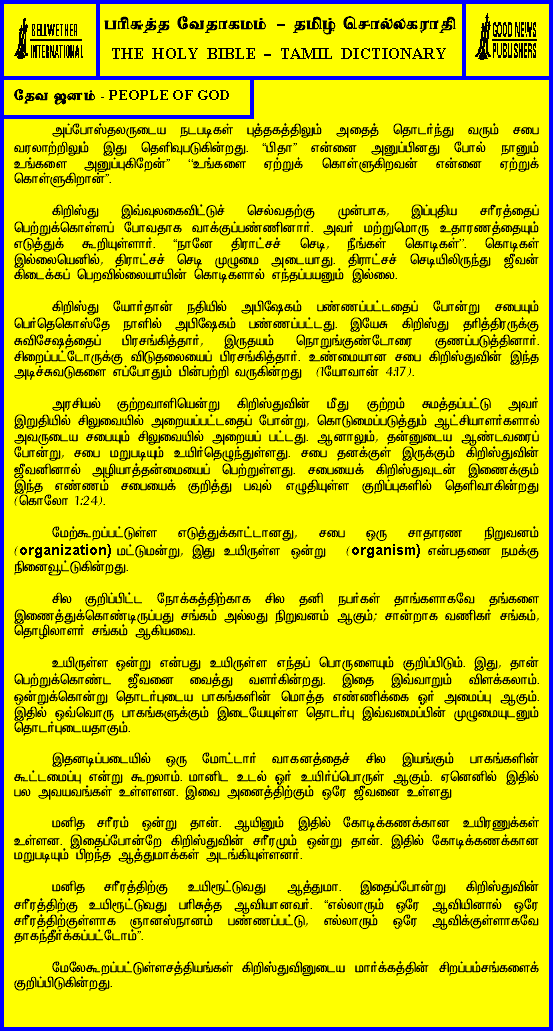 BELLWETHER
INTERNATIONAL
பரிசுத்த வேதாகமம் – தமிழ் சொல்லகராதி
THE HOLY BIBLE – TAMIL DICTIONARY
GOOD NEWS
PUBLISHERS
தேவ ஜனம் - PEOPLE OF GOD
அப்போஸ்தலருடைய நடபடிகள் புத்தகத்திலும் அதைத் தொடர்ந்து வரும் சபை
வரலாற்றிலும் இது தெளிவுபடுகின்றது. “பிதா” என்னை அனுப்பினது போல் நானும்
உங்களை அனுப்புகிறேன்” “உங்களை ஏற்றுக் கொள்ளுகிறவன் என்னை ஏற்றுக்
கொள்ளுகிறான்”.
கிறிஸ்து இவ்வுலகைவிட்டுச் செல்வதற்கு முன்பாக, இப்புதிய சரீரத்தைப்
பெற்றுக்கொள்ளப் போவதாக வாக்குப்பண்ணினார். அவர் மற்றுமொரு உதாரணத்தையும்
எடுத்துக் கூறியுள்ளார். “நானே திராட்சச் செடி, நீங்கள் கொடிகள்”. கொடிகள்
இல்லையெனில், திராட்சச் செடி முழுமை அடையாது. திராட்சச் செடியிலிருந்து ஜீவன்
கிடைக்கப் பெறவில்லையாயின் கொடிகளால் எந்தப்பயனும் இல்லை.
கிறிஸ்து யோர்தான் நதியில் அபிஷேகம் பண்ணப்பட்டதைப் போன்று சபையும்
பெர்தெகொஸ்தே நாளில் அபிஷேகம் பண்ணப்பட்டது. இயேசு கிறிஸ்து தரித்திரருக்கு
சுவிசேஷத்தைப் பிரசங்கித்தார், இருதயம் நொறுங்குண்டோரை குணப்படுத்தினார்.
சிறைப்பட்டோருக்கு விடுதலையைப் பிரசங்கித்தார். உண்மையான சபை கிறிஸ்துவின் இந்த
அடிச்சுவடுகளை எப்போதும் பின்பற்றி வருகின்றது (1யோவான் 4:17).
அரசியல் குற்றவாளியென்று கிறிஸ்துவின் மீது குற்றம் சுமத்தப்பட்டு அவர்
இறுதியில் சிலுவையில் அறையப்பட்டதைப் போன்று, கொடுமைப்படுத்தும் ஆட்சியாளர்களால்
அவருடைய சபையும் சிலுவையில் அறையப் பட்டது. ஆனாலும், தன்னுடைய ஆண்டவரைப்
போன்று, சபை மறுபடியும் உயிர்தெழுந்துள்ளது. சபை தனக்குள் இருக்கும் கிறிஸ்துவின்
ஜீவனினால் அழியாத்தன்மையைப் பெற்றுள்ளது. சபையைக் கிறிஸ்துவுடன் இணைக்கும்
இந்த எண்ணம் சபையைக் குறித்து பவுல் எழுதியுள்ள குறிப்புகளில் தெளிவாகின்றது
(கொலோ 1:24).
மேற்கூறப்பட்டுள்ள எடுத்துக்காட்டானது, சபை ஒரு சாதாரண நிறுவனம்
(organization) மட்டுமன்று, இது உயிருள்ள ஒன்று (organism) என்பதனை நமக்கு
நினைவூட்டுகின்றது.
சில குறிப்பிட்ட நோக்கத்திற்காக சில தனி நபர்கள் தாங்களாகவே தங்களை
இணைத்துக்கொண்டிருப்பது சங்கம் அல்லது நிறுவனம் ஆகும்; சான்றாக வணிகர் சங்கம்,
தொழிலாளர் சங்கம் ஆகியவை.
உயிருள்ள ஒன்று என்பது உயிருள்ள எந்தப் பொருளையும் குறிப்பிடும். இது, தான்
பெற்றுக்கொண்ட ஜீவனை வைத்து வளர்கின்றது. இதை இவ்வாறும் விளக்கலாம்.
ஒன்றுக்கொன்று தொடர்புடைய பாகங்களின் மொத்த எண்ணிக்கை ஓர் அமைப்பு ஆகும்.
இதில் ஒவ்வொரு பாகங்களுக்கும் இடையேயுள்ள தொடர்பு இவ்வமைப்பின் முழுமையுடனும்
தொடர்புடையதாகும்.
இதனடிப்படையில் ஒரு மோட்டார் வாகனத்தைச் சில இயங்கும் பாகங்களின்
கூட்டமைப்பு என்று கூறலாம். மானிட உடல் ஓர் உயிர்ப்பொருள் ஆகும். ஏனெனில் இதில்
பல அவயவங்கள் உள்ளளன. இவை அனைத்திற்கும் ஒரே ஜீவனை உள்ளது
மனித சரீரம் ஒன்று தான். ஆயினும் இதில் கோடிக்கணக்கான உயிரணுக்கள்
உள்ளன. இதைப்போன்றே கிறிஸ்துவின் சரீரமும் ஒன்று தான். இதில் கோடிக்கணக்கான
மறுபடியும் பிறந்த ஆத்துமாக்கள் அடங்கியுள்ளனர்.
மனித சரீரத்திற்கு உயிரூட்டுவது ஆத்துமா. இதைப்போன்று கிறிஸ்துவின்
சரீரத்திற்கு உயிரூட்டுவது பரிசுத்த ஆவியானவர். “எல்லாரும் ஒரே ஆவியினால் ஒரே
சரீரத்திற்குள்ளாக ஞானஸ்நானம் பண்ணப்பட்டு, எல்லாரும் ஒரே ஆவிக்குள்ளாகவே
தாகந்தீர்க்கப்பட்டோம்”.
மேலேகூறப்பட்டுள்ளசத்தியங்கள் கிறிஸ்துவினுடைய மார்க்கத்தின் சிறப்பம்சங்களைக்
குறிப்பிடுகின்றது.